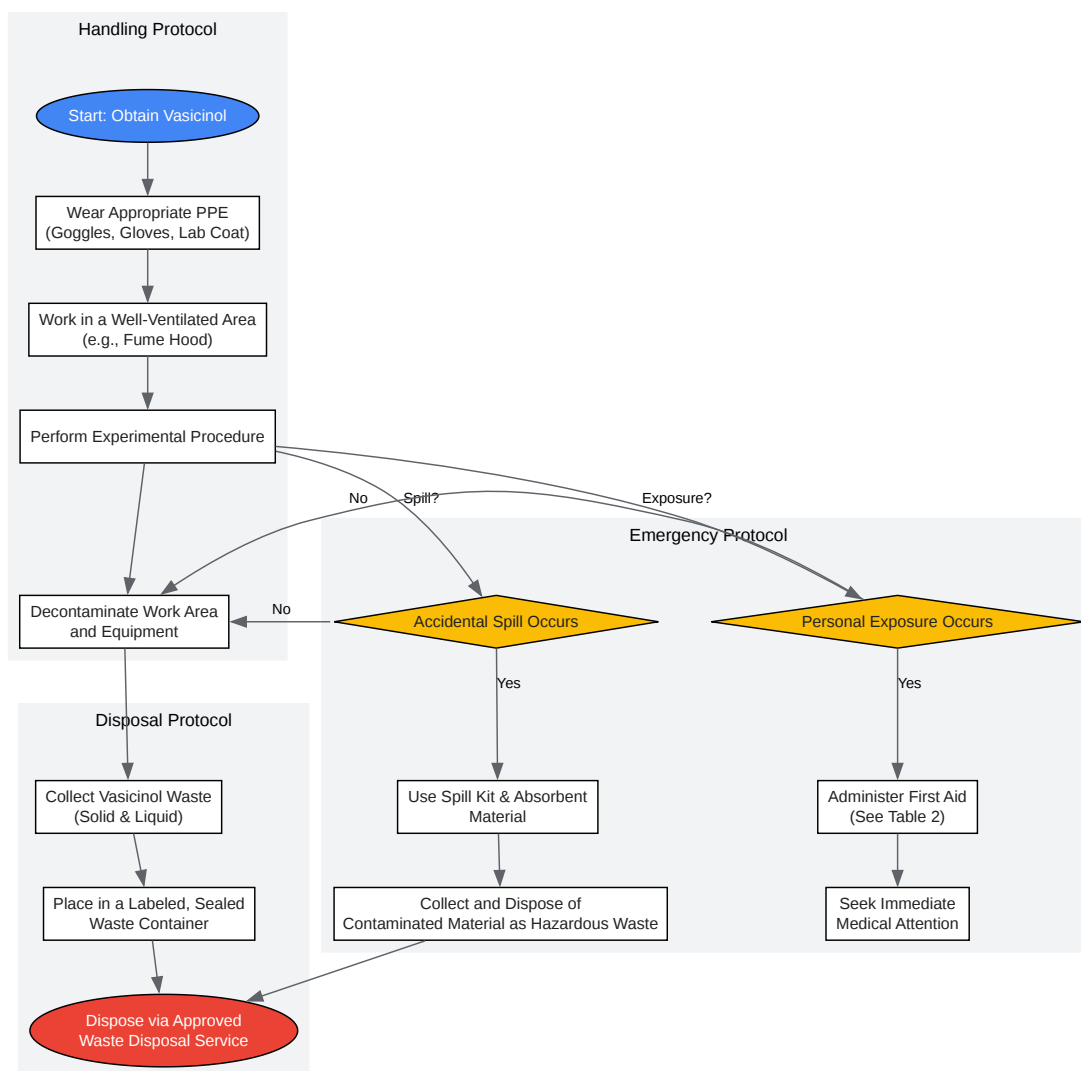 Handling Protocol
Start: Obtain Vasicinol
Wear Appropriate PPE
(Goggles, Gloves, Lab Coat)
Work in a Well-Ventilated Area
(e.g., Fume Hood)
Perform Experimental Procedure
No
Spill?
Exposure?
Emergency Protocol
Decontaminate Work Area
and Equipment
No
Accidental Spill Occurs
Personal Exposure Occurs
Yes
Yes
Disposal Protocol
Collect Vasicinol Waste
(Solid & Liquid)
Use Spill Kit & Absorbent
Material
Administer First Aid
(See Table 2)
Place in a Labeled, Sealed
Waste Container
Collect and Dispose of
Contaminated Material as Hazardous Waste
Seek Immediate
Medical Attention
Dispose via Approved
Waste Disposal Service